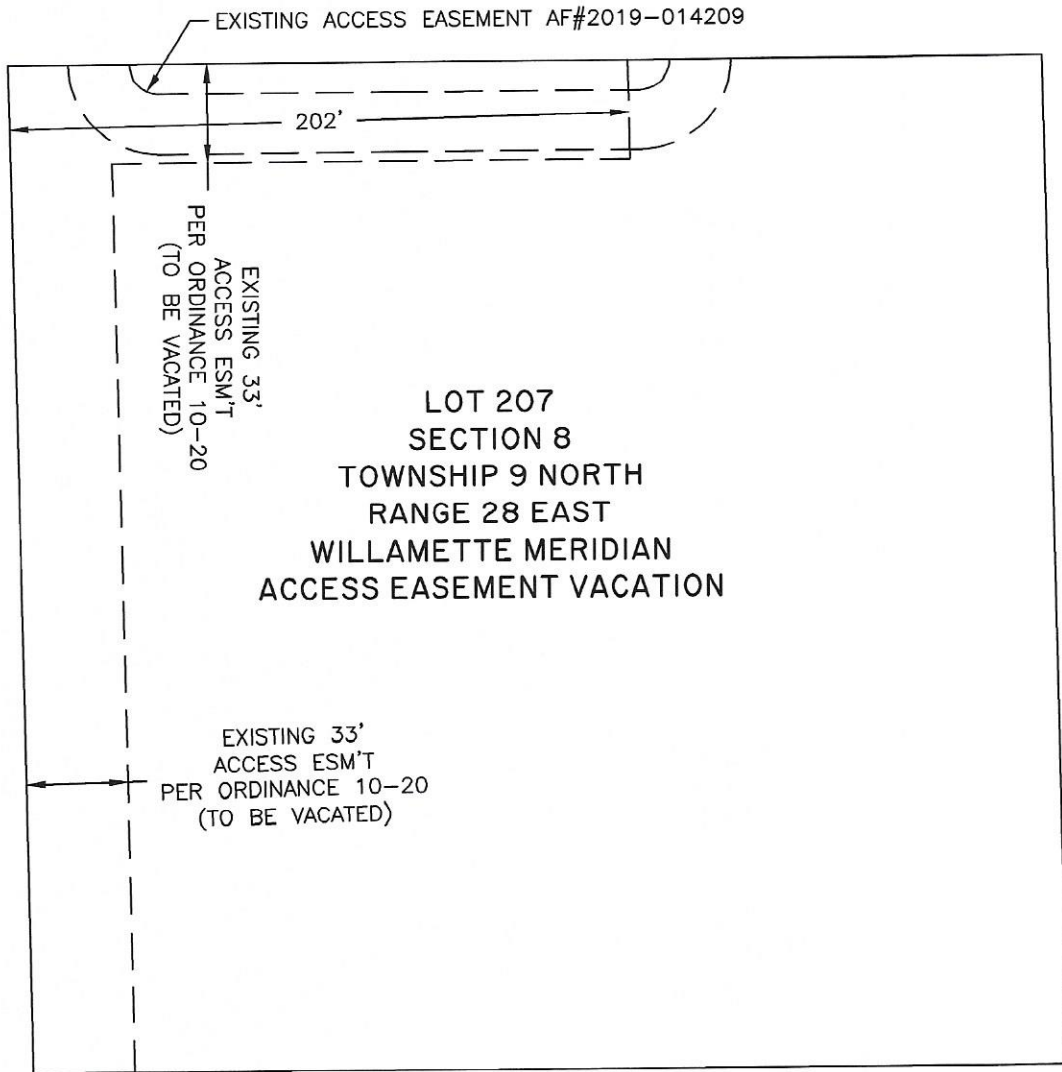 EXISTING ACCESS EASEMENT AF#2019-014209
202'
EXISTING 33'
ACCESS ESM'T
PER ORDINANCE 10-20
(TO BE VACATED)
LOT 207
SECTION 8
TOWNSHIP 9 NORTH
RANGE 28 EAST
WILLAMETTE MERIDIAN
ACCESS EASEMENT VACATION
EXISTING 33'
ACCESS ESM'T
PER ORDINANCE 10-20
(TO BE VACATED)